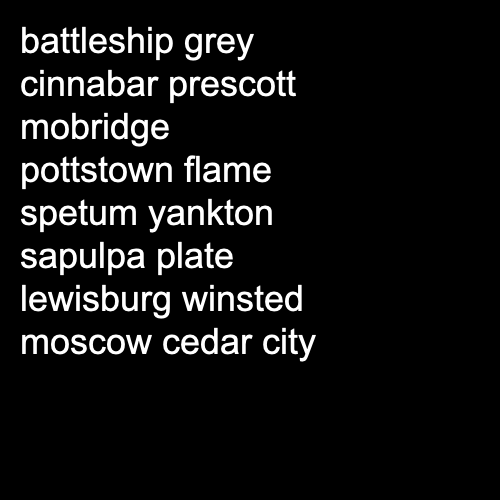 battleship grey
cinnabar prescott
mobridge
pottstown flame
spetum yankton
sapulpa plate
lewisburg winsted
moscow cedar city